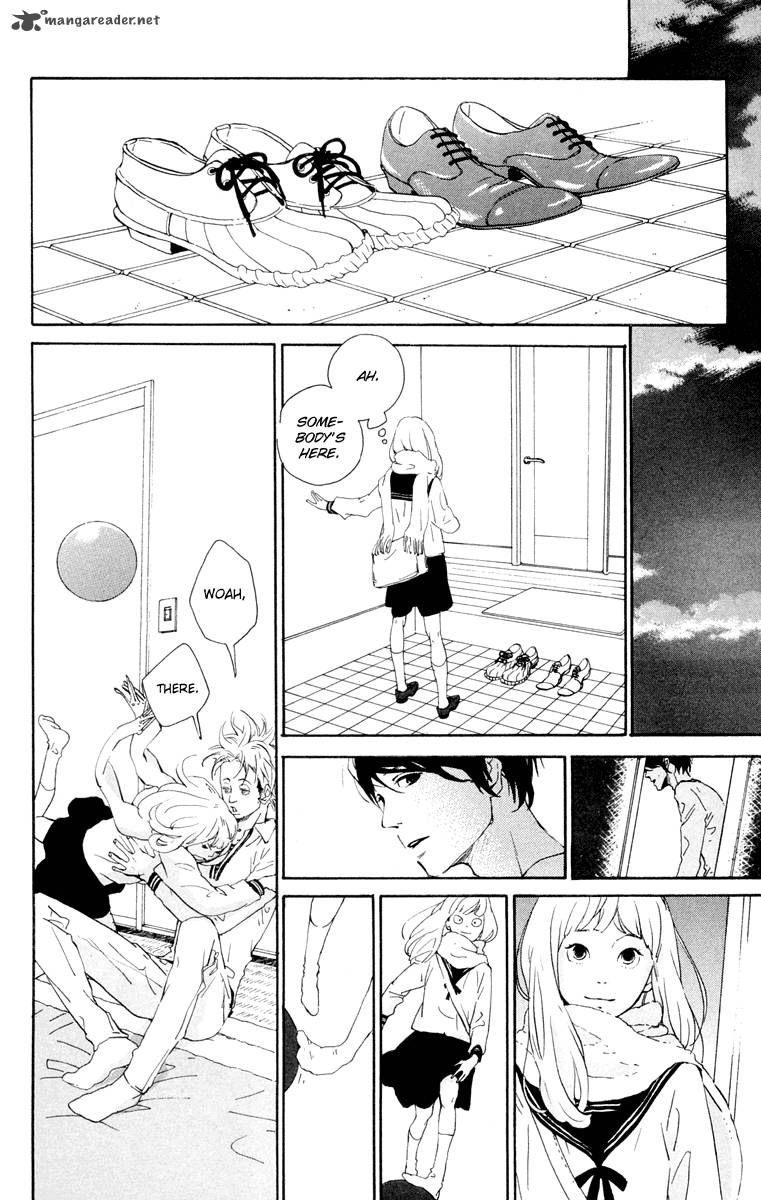 mangareader.net
AH.
SOME-
BODY'S
HERE.
WOAH,
THERE.